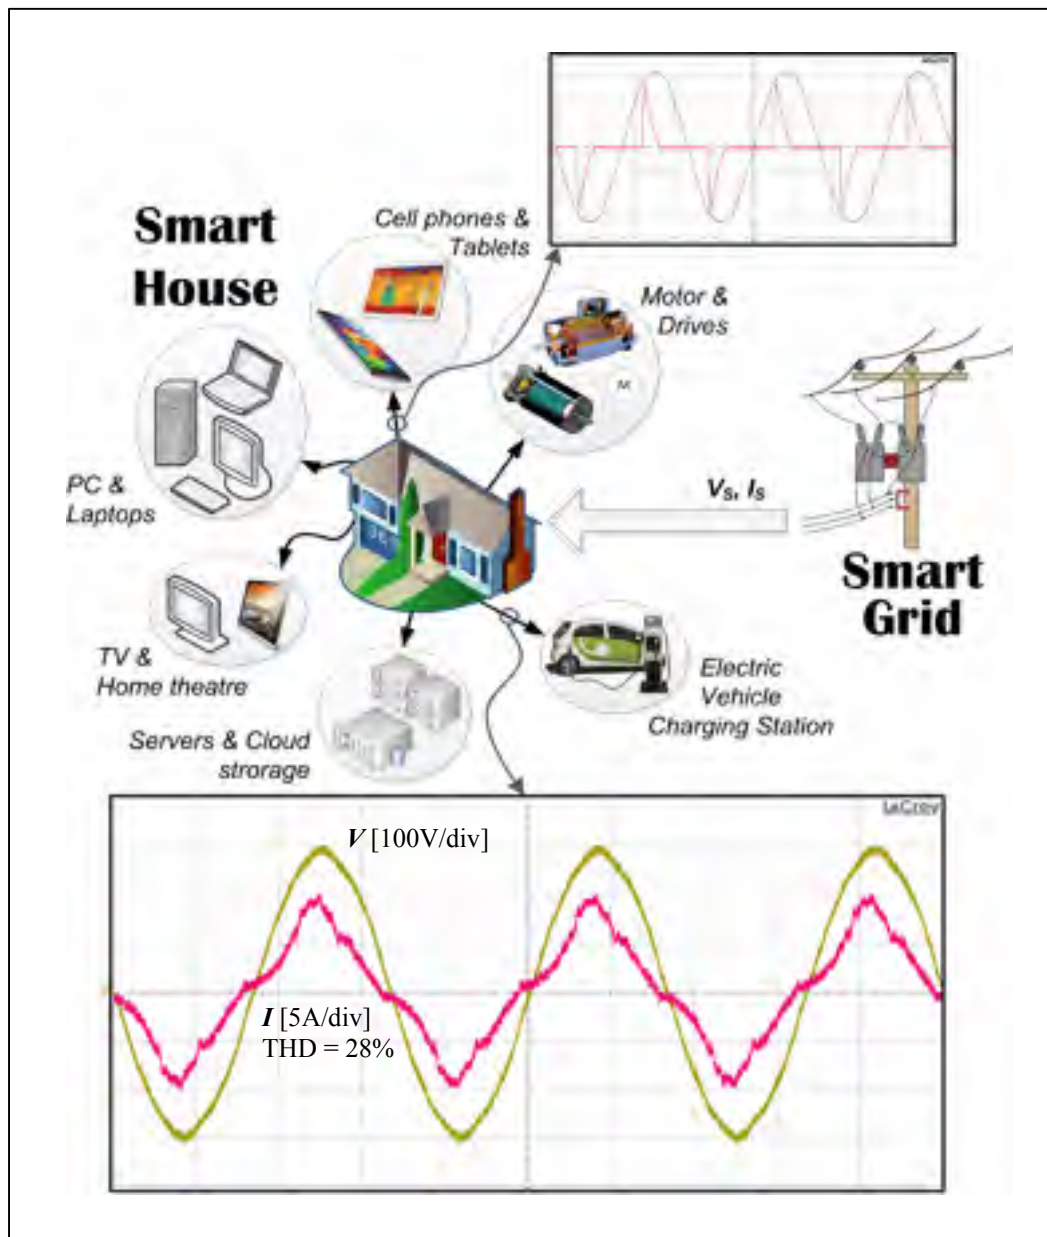 Smart
House
Cell phones &
Tablets
Motor &
Drives
M
PC &
Laptops
Vs, Is
Smart
Grid
TV &
Home theatre
Electric
Vehicle
Charging Station
Servers & Cloud
strorage
LeCroy
V [100V/div]
I [5A/div]
THD = 28%